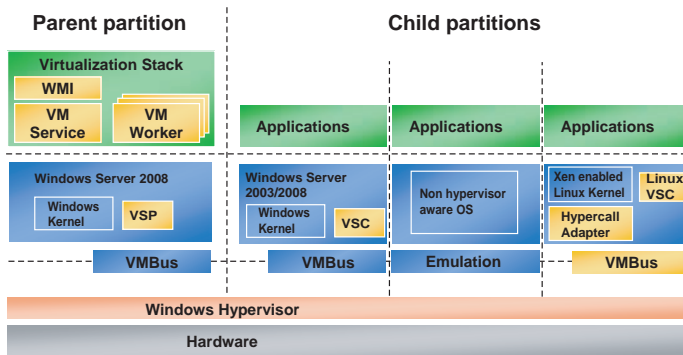 Parent partition
Child partitions
Virtualization Stack
WMI
VM
Service
VM
Worker
Applications
Applications
Applications
Windows Server 2008
Windows
Kernel
VSP
Windows Server
2003/2008
Windows
Kernel
VSC
Non hypervisor
aware OS
Xen enabled
Linux Kernel
Linux
VSC
Hypercall
Adapter
VMBus
VMBus
Emulation
VMBus
Windows Hypervisor
Hardware